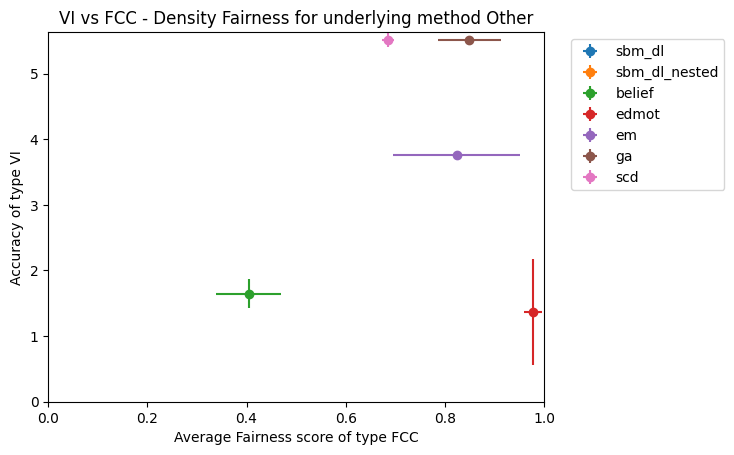 VI vs FCC - Density Fairness for underlying method Other
Accuracy of type VI
5
4
3
2
1
0
0.0 0.2 0.4 0.6 0.8 1.0
Average Fairness score of type FCC
sbm_dl
sbm_dl_nested
belief
edmot
em
ga
scd